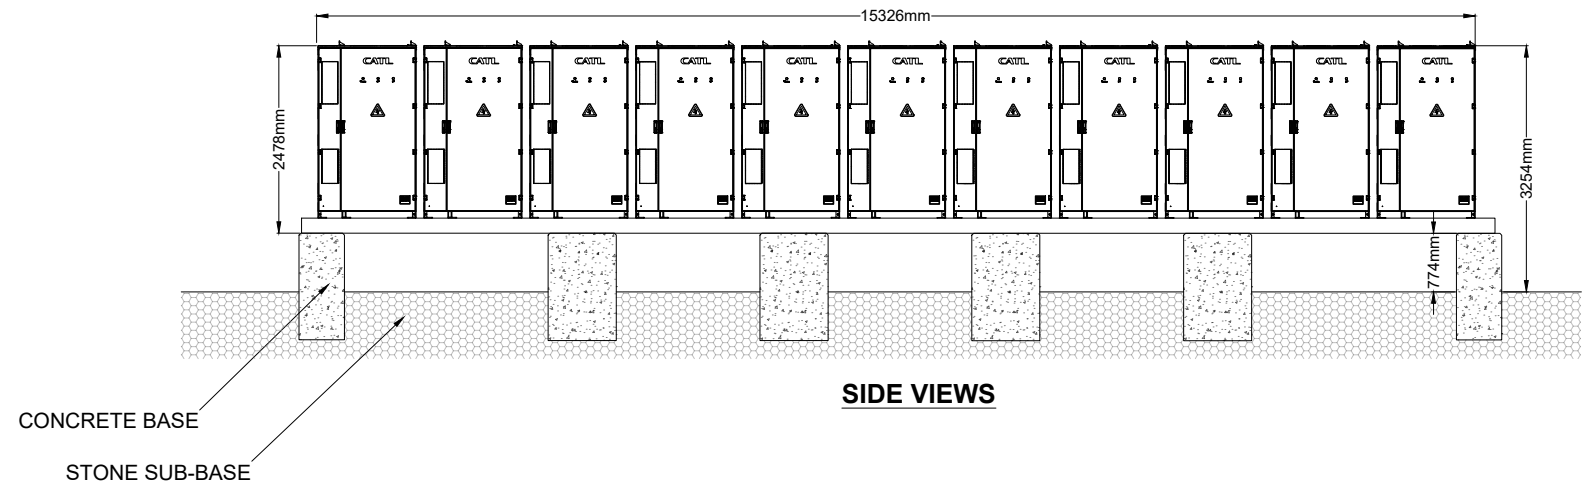 15326mm
CATL CATL CATL CATL CATL CATL CATL CATL CATL CATL CATL
2478mm
3254mm
774mm
SIDE VIEWS
CONCRETE BASE
STONE SUB-BASE